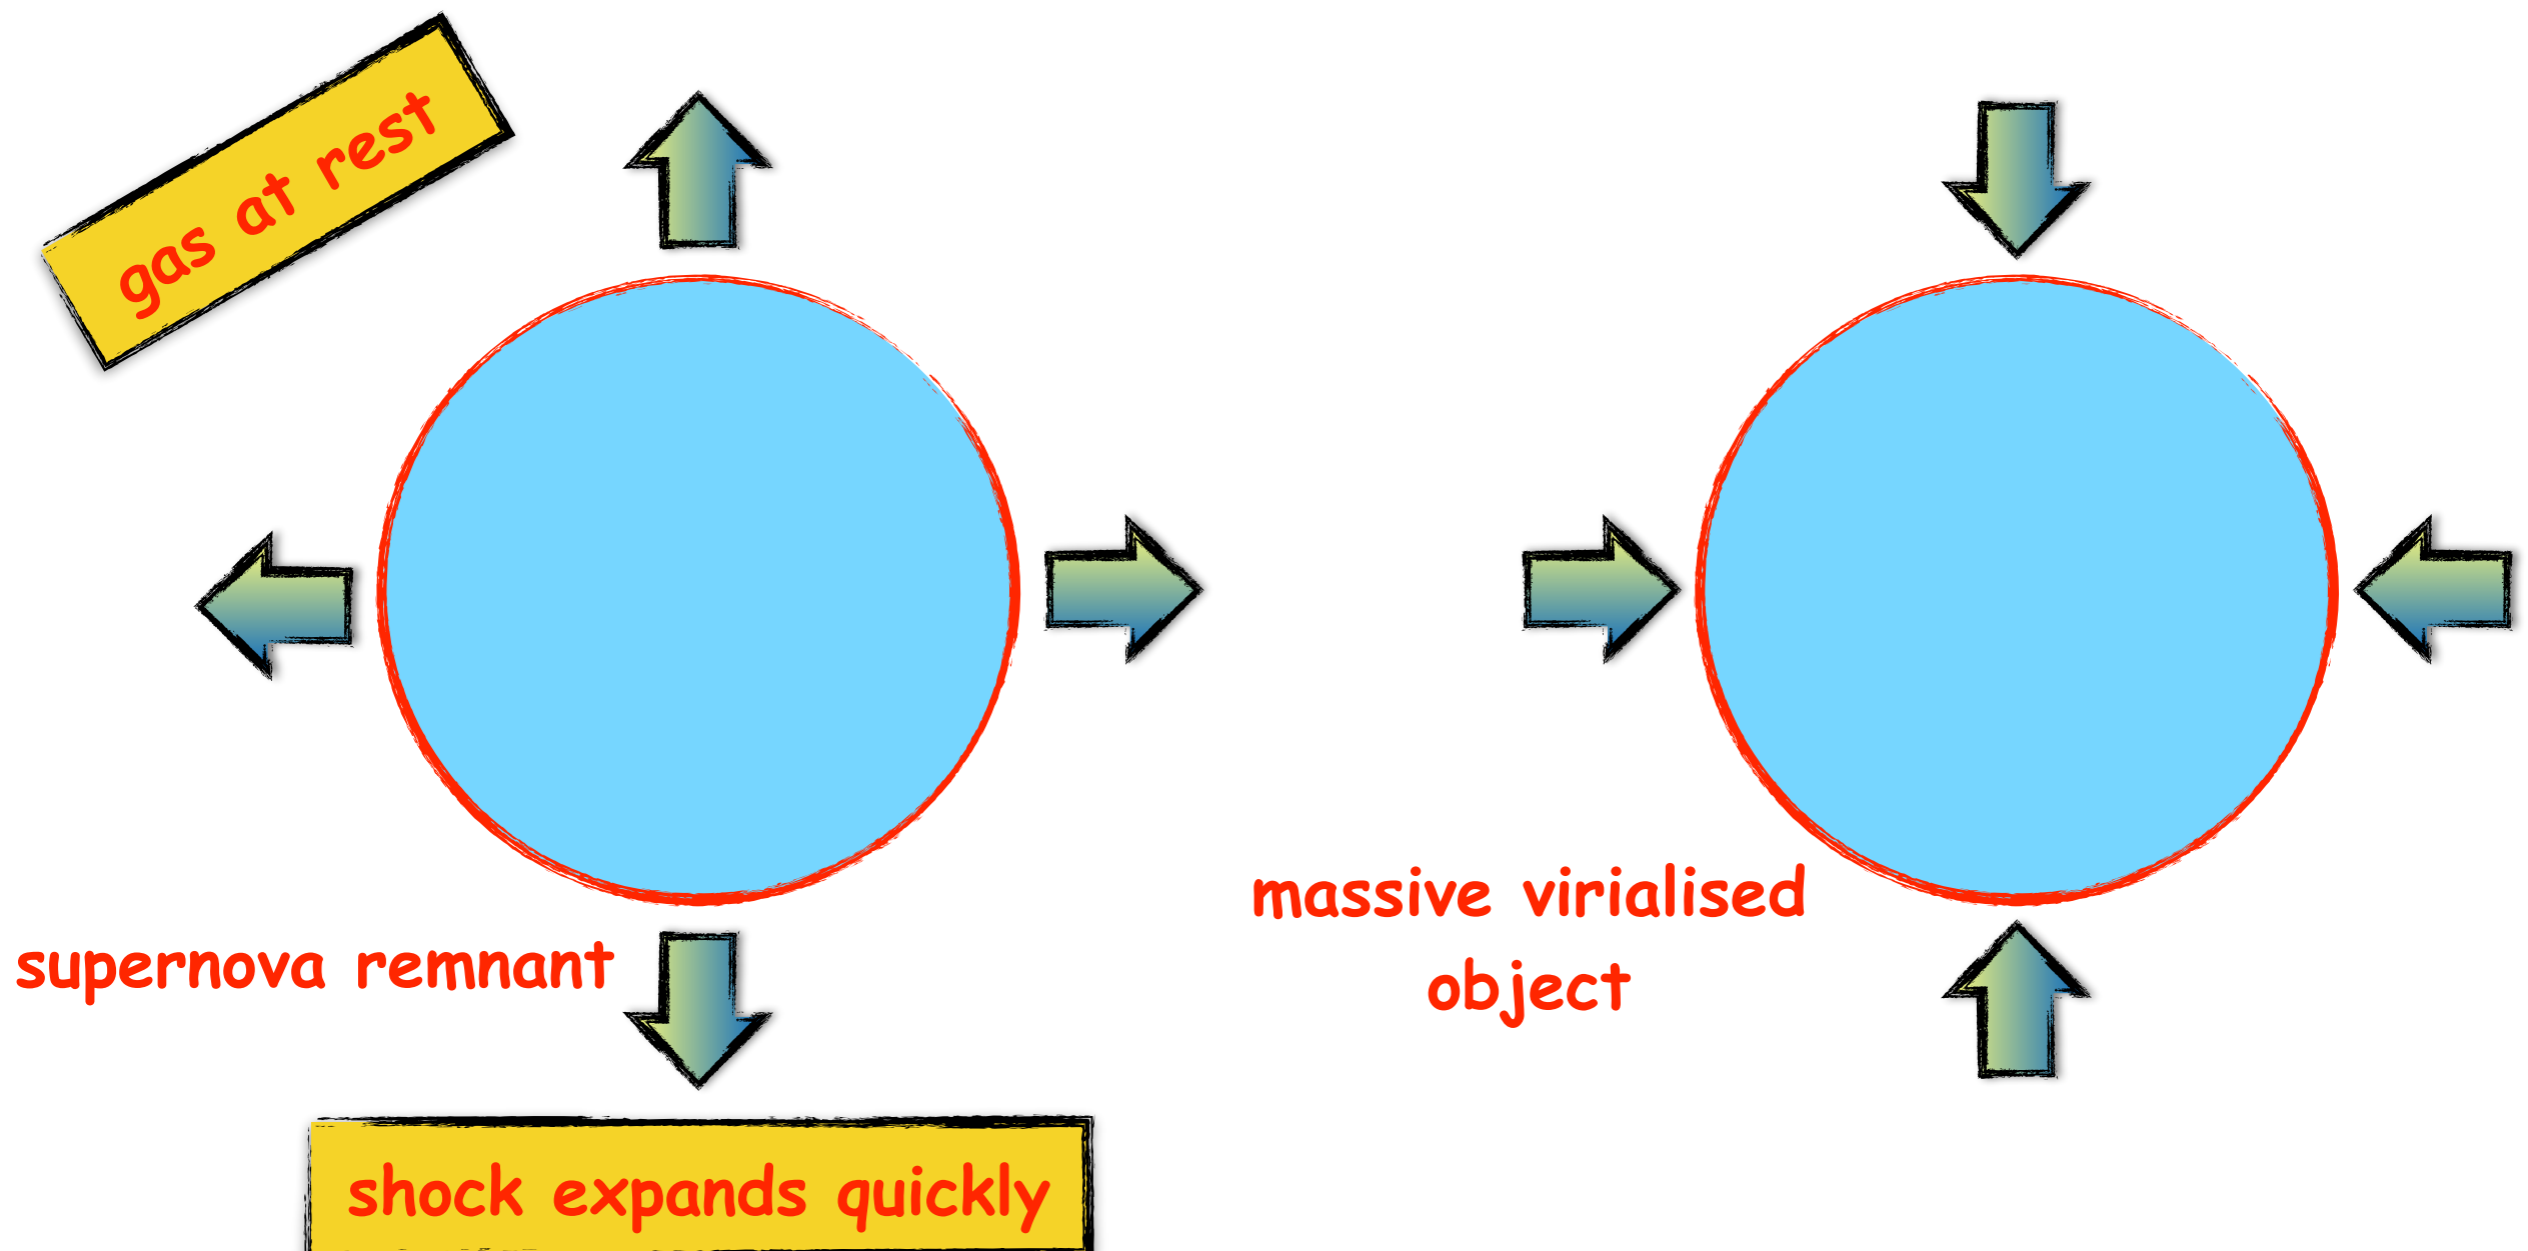 gas at rest
massive virialised
object
supernova remnant
shock expands quickly